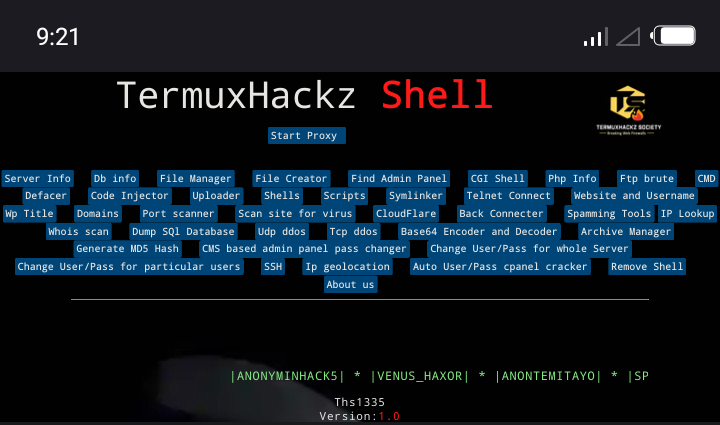 9:21
TermuxHackz Shell
TERMUXHACKZ SOCIETY
Start Proxy
Server Info Db info File Manager File Creator Find Admin Panel CGI Shell Php Info Ftp brute CMD
Defacer Code Injector Uploader Shells Scripts Symlinker Telnet Connect Website and Username
Wp Title Domains Port scanner Scan site for virus CloudFlare Back Connecter Spamming Tools IP Lookup
Whois scan Dump SQl Database Udp ddos Tcp ddos Base64 Encoder and Decoder Archive Manager
Generate MD5 Hash CMS based admin panel pass changer Change User/Pass for whole Server
Change User/Pass for particular users SSH Ip geolocation Auto User/Pass cpanel cracker Remove Shell
About us
|ANONYMINHACK5| * |VENUS_HAXOR| * |ANONTEMITAYO| * |SP
Ths1335
Version:1.0